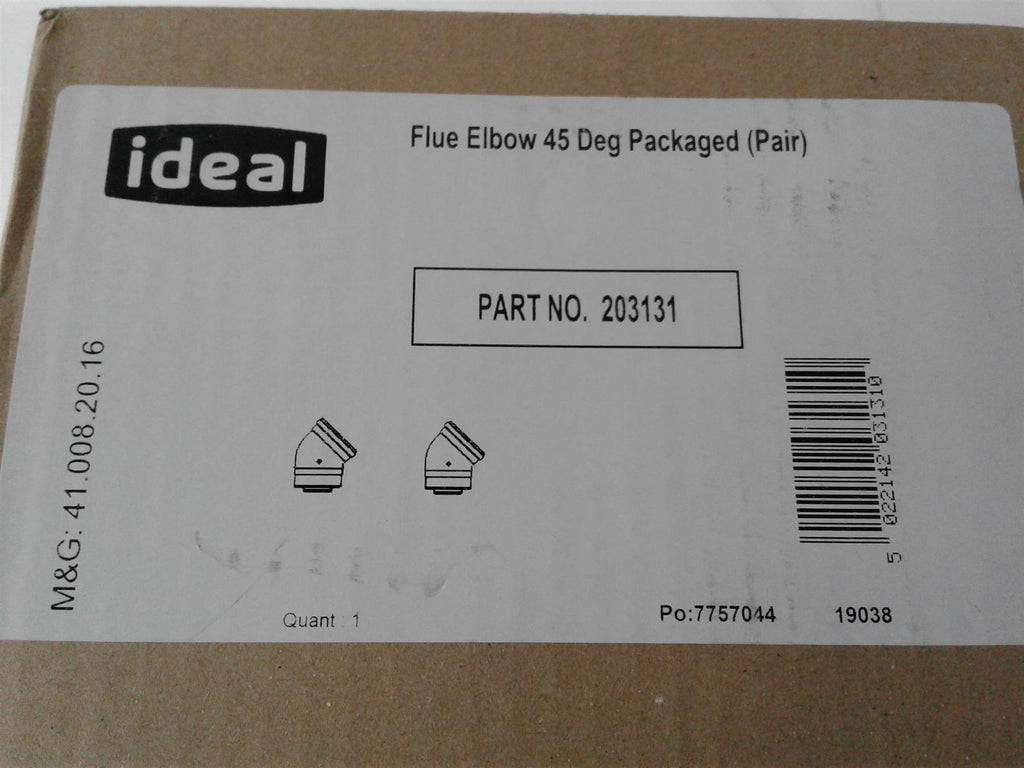 ideal
Flue Elbow 45 Deg Packaged (Pair)
PART NO. 203131
M&G: 41.008.20.16
5 022142 031310
Quant : 1
Po:7757044
19038